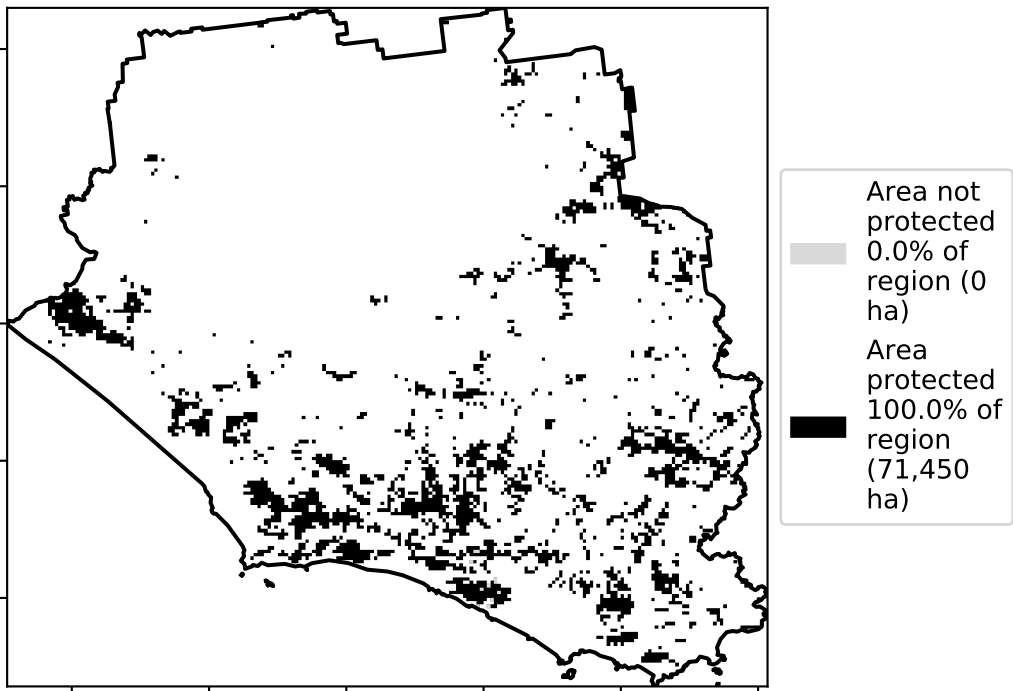 Area not
protected
0.0% of
region (0
ha)
Area
protected
100.0% of
region
(71,450
ha)